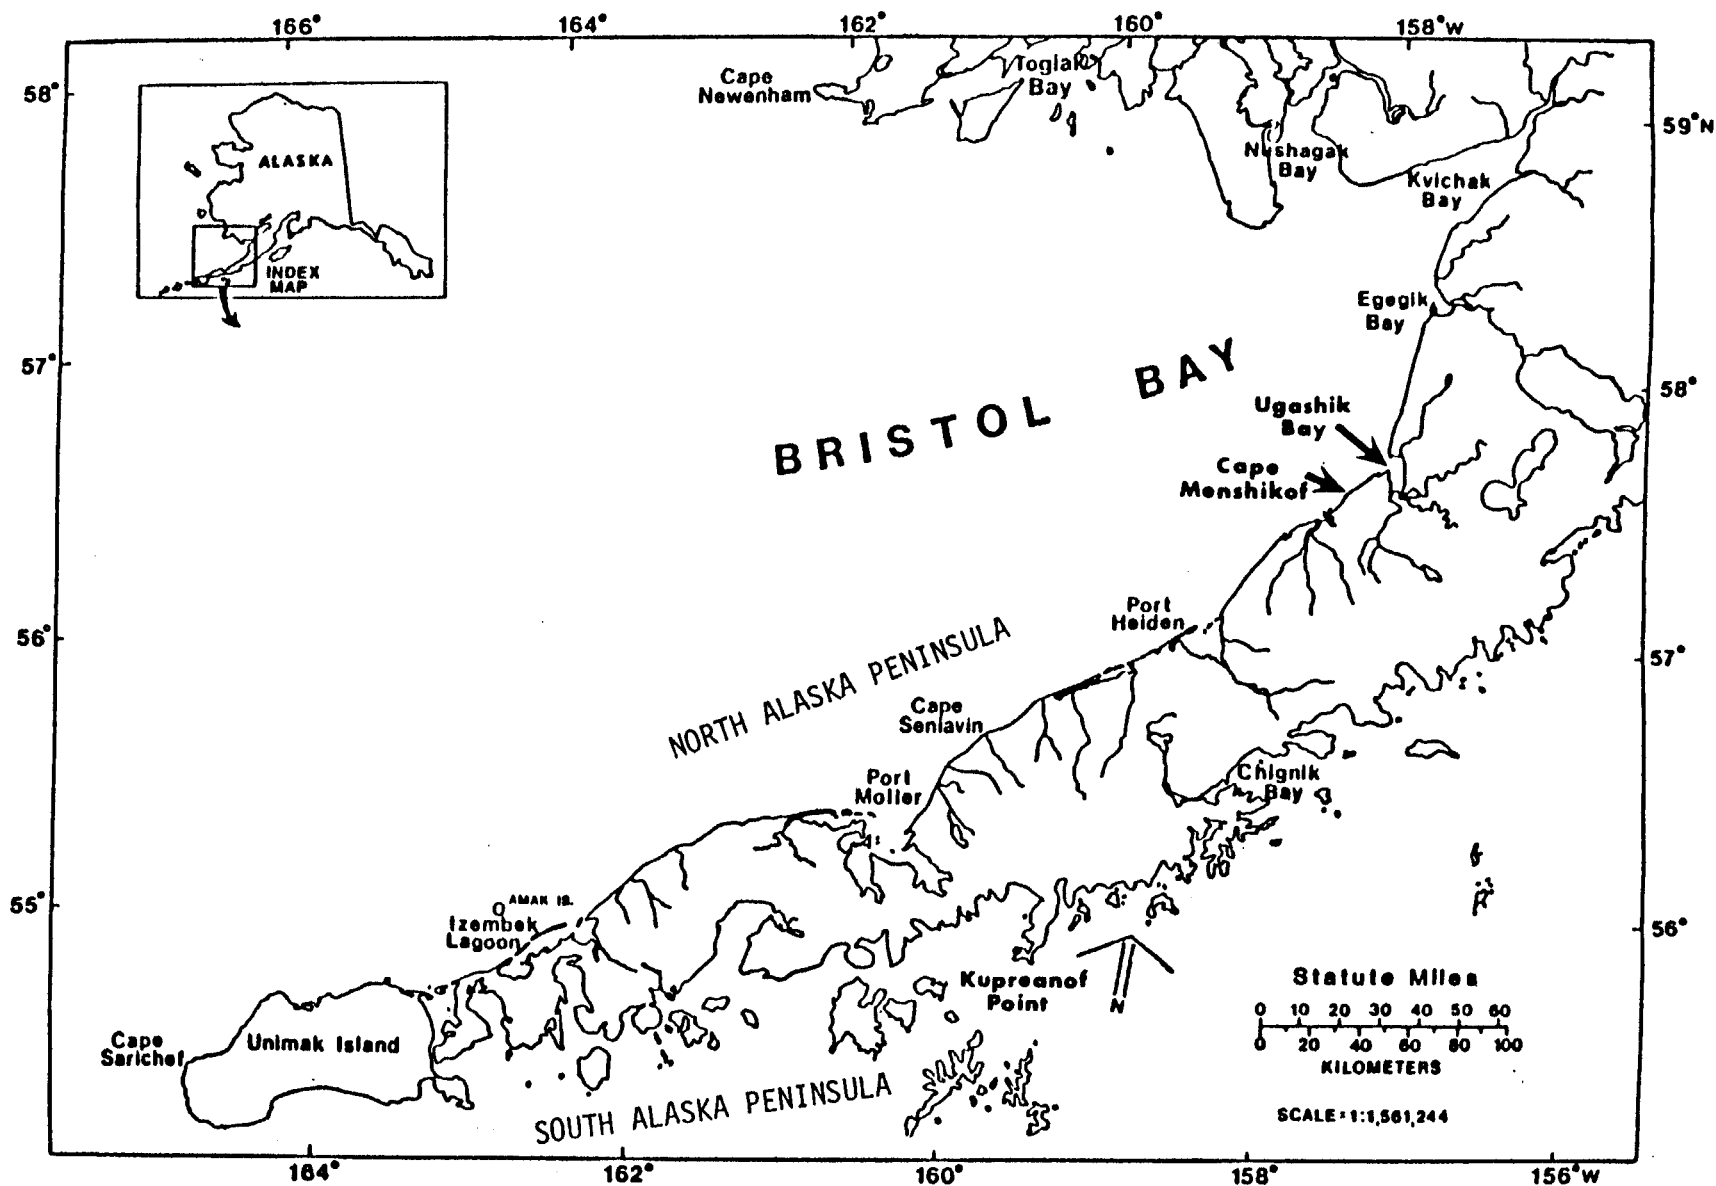 166°
164°
162°
160°
158°W
58°
57°
56°
55°
59°N
58°
57°
56°
164°
162°
160°
158°
156°W
ALASKA
INDEX
MAP
Cape
Newenham
Togiak
Bay
Nushagak
Bay
Kvichak
Bay
Egegik
Bay
BRISTOL BAY
Ugashik
Bay
Cape
Menshikof
Port
Heiden
NORTH ALASKA PENINSULA
Cape
Seniavin
Port
Moller
Chignik
Bay
AMAK IS.
Izembek
Lagoon
Kupreanof
Point
N
Cape
Sarichef
Unimak Island
SOUTH ALASKA PENINSULA
Statute Miles
0 10 20 30 40 50 60
0 20 40 60 80 100
KILOMETERS
SCALE=1:1,561,244